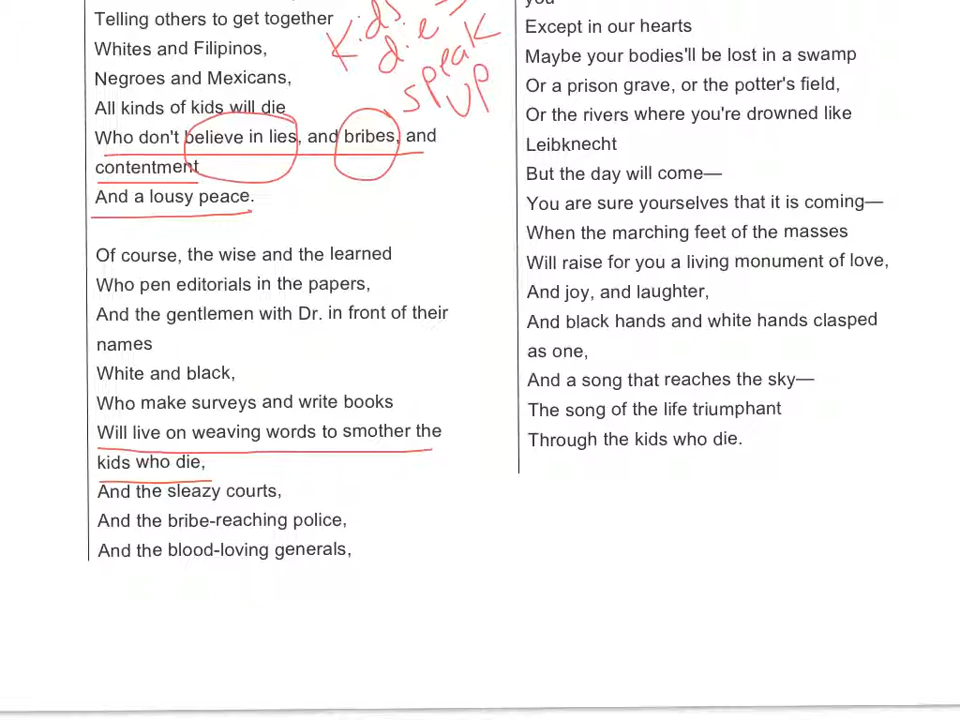 Telling others to get together
Whites and Filipinos,
Negroes and Mexicans,
All kinds of kids will die
Who don't believe in lies, and bribes, and
contentment
And a lousy peace.
Of course, the wise and the learned
Who pen editorials in the papers,
And the gentlemen with Dr. in front of their
names
White and black,
Who make surveys and write books
Will live on weaving words to smother the
kids who die,
And the sleazy courts,
And the bribe-reaching police,
And the blood-loving generals,
Kids
die
speak
up
you
Except in our hearts
Maybe your bodies'll be lost in a swamp
Or a prison grave, or the potter's field,
Or the rivers where you're drowned like
Leibknecht
But the day will come—
You are sure yourselves that it is coming—
When the marching feet of the masses
Will raise for you a living monument of love,
And joy, and laughter,
And black hands and white hands clasped
as one,
And a song that reaches the sky—
The song of the life triumphant
Through the kids who die.